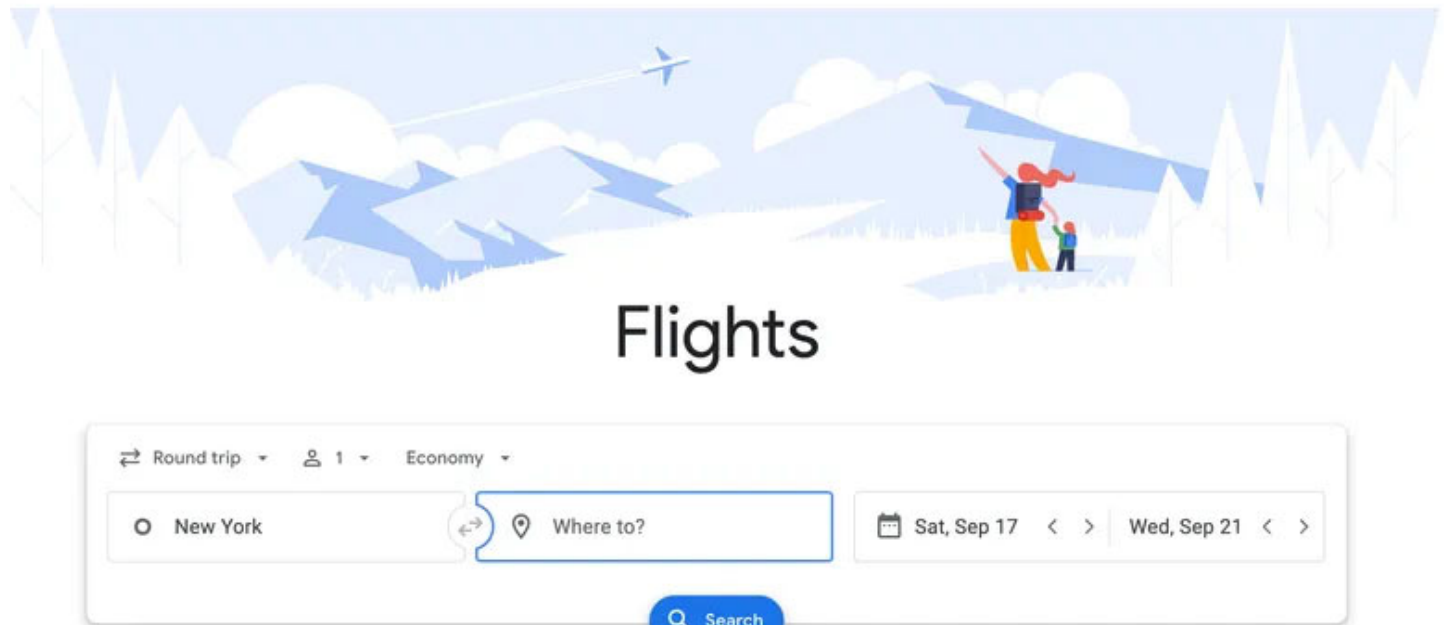 Flights
Round trip 1 Economy
New York Where to? Sat, Sep 17 Wed, Sep 21
Search